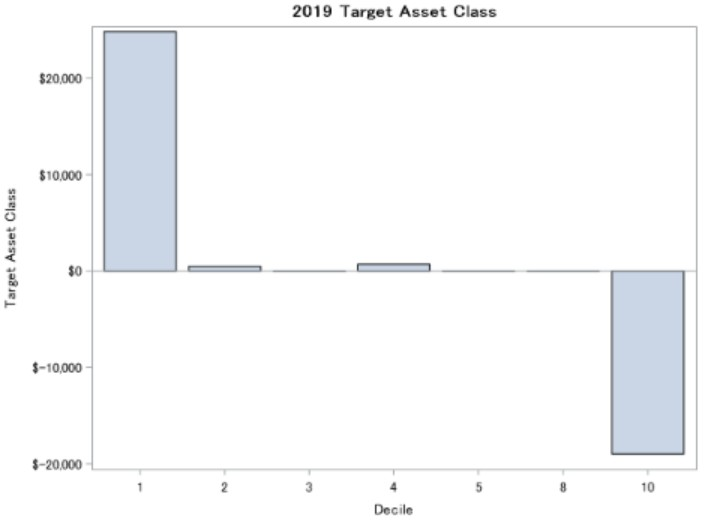 2019 Target Asset Class
$20,000
$10,000
$0
$-10,000
$-20,000
Target Asset Class
1 2 3 4 5 8 10
Decile